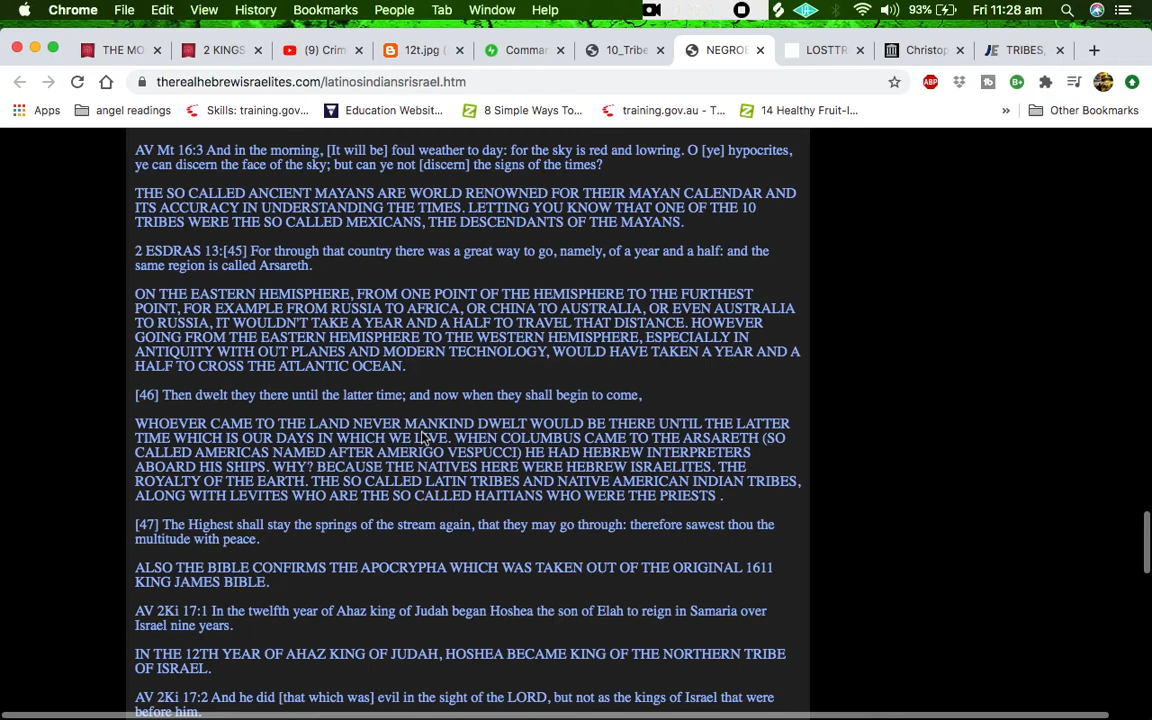 Chrome File Edit View History Bookmarks People Tab Window Help 93% Fri 11:28 am
THE MO 2 KINGS (9) Crim 12t.jpg ( Comman 10_Tribe NEGROE LOSTTR Christop TRIBES,
therealhebrewisraelites.com/latinosindiansrisrael.htm
Apps angel readings Skills: training.gov... Education Websit... 8 Simple Ways To... training.gov.au - T... 14 Healthy Fruit-I... » Other Bookmarks
AV Mt 16:3 And in the morning, [It will be] foul weather to day: for the sky is red and lowring. O [ye] hypocrites,
ye can discern the face of the sky; but can ye not [discern] the signs of the times?
THE SO CALLED ANCIENT MAYANS ARE WORLD RENOWNED FOR THEIR MAYAN CALENDAR AND
ITS ACCURACY IN UNDERSTANDING THE TIMES. LETTING YOU KNOW THAT ONE OF THE 10
TRIBES WERE THE SO CALLED MEXICANS, THE DESCENDANTS OF THE MAYANS.
2 ESDRAS 13:[45] For through that country there was a great way to go, namely, of a year and a half: and the
same region is called Arsareth.
ON THE EASTERN HEMISPHERE, FROM ONE POINT OF THE HEMISPHERE TO THE FURTHEST
POINT, FOR EXAMPLE FROM RUSSIA TO AFRICA, OR CHINA TO AUSTRALIA, OR EVEN AUSTRALIA
TO RUSSIA, IT WOULDN'T TAKE A YEAR AND A HALF TO TRAVEL THAT DISTANCE. HOWEVER
GOING FROM THE EASTERN HEMISPHERE TO THE WESTERN HEMISPHERE, ESPECIALLY IN
ANTIQUITY WITH OUT PLANES AND MODERN TECHNOLOGY, WOULD HAVE TAKEN A YEAR AND A
HALF TO CROSS THE ATLANTIC OCEAN.
[46] Then dwelt they there until the latter time; and now when they shall begin to come,
WHOEVER CAME TO THE LAND NEVER MANKIND DWELT WOULD BE THERE UNTIL THE LATTER
TIME WHICH IS OUR DAYS IN WHICH WE LIVE. WHEN COLUMBUS CAME TO THE ARSARETH (SO
CALLED AMERICAS NAMED AFTER AMERIGO VESPUCCI) HE HAD HEBREW INTERPRETERS
ABOARD HIS SHIPS. WHY? BECAUSE THE NATIVES HERE WERE HEBREW ISRAELITES. THE
ROYALTY OF THE EARTH. THE SO CALLED LATIN TRIBES AND NATIVE AMERICAN INDIAN TRIBES,
ALONG WITH LEVITES WHO ARE THE SO CALLED HAITIANS WHO WERE THE PRIESTS .
[47] The Highest shall stay the springs of the stream again, that they may go through: therefore sawest thou the
multitude with peace.
ALSO THE BIBLE CONFIRMS THE APOCRYPHA WHICH WAS TAKEN OUT OF THE ORIGINAL 1611
KING JAMES BIBLE.
AV 2Ki 17:1 In the twelfth year of Ahaz king of Judah began Hoshea the son of Elah to reign in Samaria over
Israel nine years.
IN THE 12TH YEAR OF AHAZ KING OF JUDAH, HOSHEA BECAME KING OF THE NORTHERN TRIBE
OF ISRAEL.
AV 2Ki 17:2 And he did [that which was] evil in the sight of the LORD, but not as the kings of Israel that were
before him.